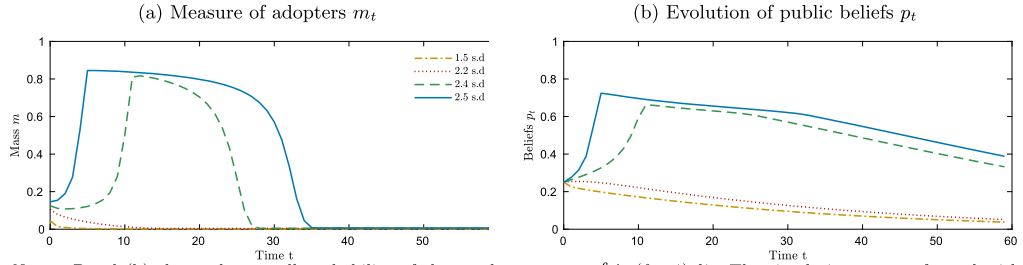 (a) Measure of adopters m_t
(b) Evolution of public beliefs p_t
1
0.8
0.6
0.4
0.2
0
Mass m
1.5 s.d
2.2 s.d
2.4 s.d
2.5 s.d
0 10 20 30 40 50
Time t
1
0.8
0.6
0.4
0.2
0
Beliefs p_t
0 10 20 30 40 50 60
Time t